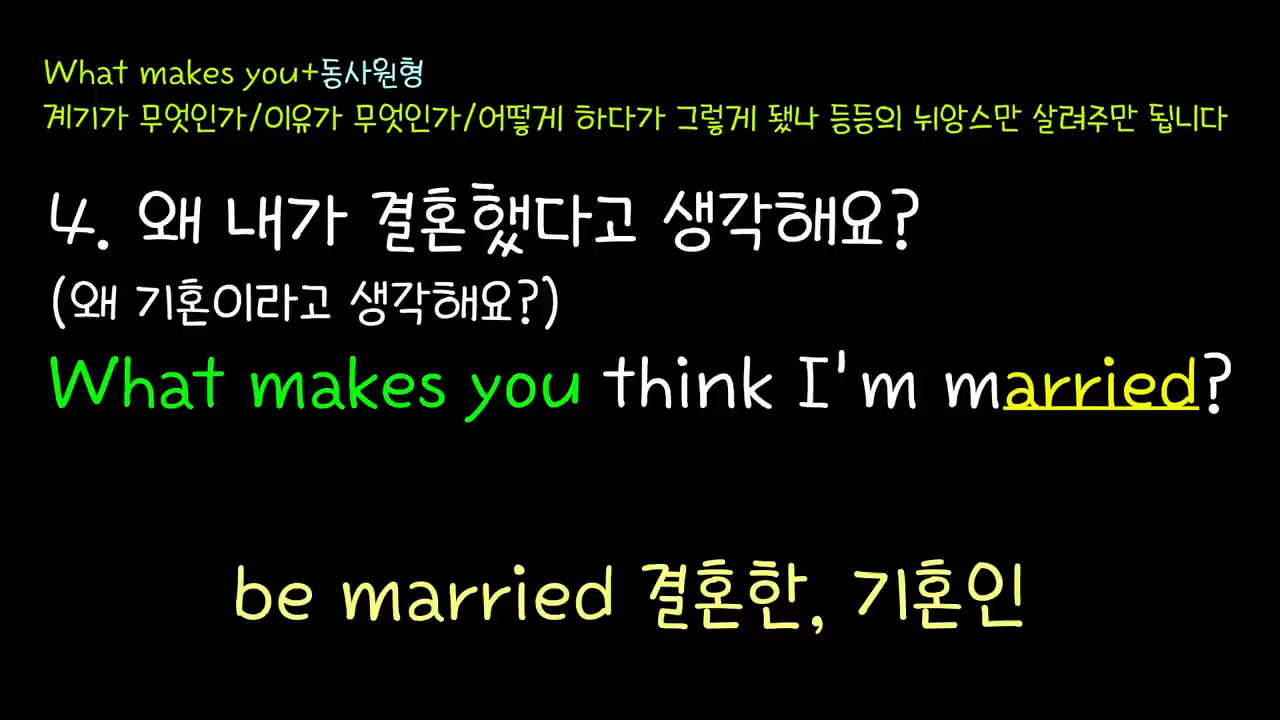 What makes you+동사원형
계기가 무엇인가/이유가 무엇인가/어떻게 하다가 그렇게 됐나 등등의 뉘앙스만 살려주만 됩니다
4. 왜 내가 결혼했다고 생각해요?
(왜 기혼이라고 생각해요?)
What makes you think I'm married?
be married 결혼한, 기혼인